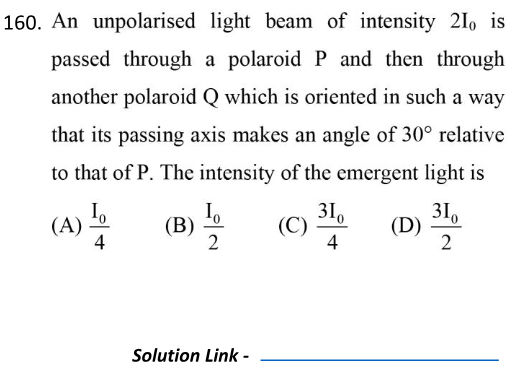 160. An unpolarised light beam of intensity 2I₀ is
passed through a polaroid P and then through
another polaroid Q which is oriented in such a way
that its passing axis makes an angle of 30° relative
to that of P. The intensity of the emergent light is
(A) I₀/4 (B) I₀/2 (C) 3I₀/4 (D) 3I₀/2
Solution Link -